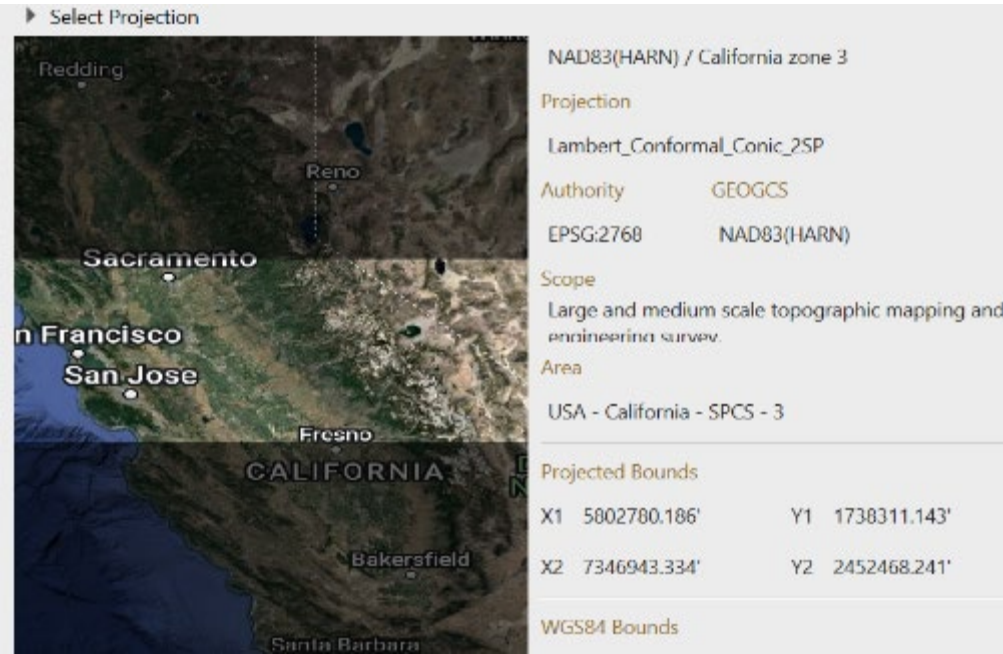 Select Projection
Redding
Reno
Sacramento
n Francisco
San Jose
Fresno
CALIFORNIA
Bakersfield
Santa Barbara
NAD83(HARN) / California zone 3
Projection
Lambert_Conformal_Conic_2SP
Authority GEOGCS
EPSG:2768 NAD83(HARN)
Scope
Large and medium scale topographic mapping and
engineering survey.
Area
USA - California - SPCS - 3
Projected Bounds
X1 5802780.186' Y1 1738311.143'
X2 7346943.334' Y2 2452468.241'
WGS84 Bounds